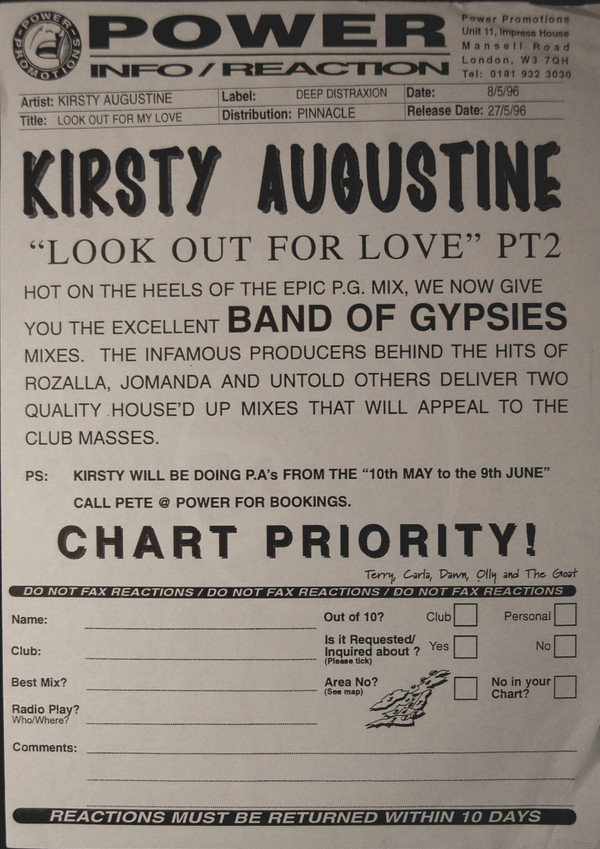 POWER PROMOTIONS
POWER
INFO / REACTION
Power Promotions
Unit 11, Impress House
Mansell Road
London, W3 7QH
Tel: 0181 932 3030
Artist: KIRSTY AUGUSTINE Label: DEEP DISTRAXION Date: 8/5/96
Title: LOOK OUT FOR MY LOVE Distribution: PINNACLE Release Date: 27/5/96
KIRSTY AUGUSTINE
“LOOK OUT FOR LOVE” PT2
HOT ON THE HEELS OF THE EPIC P.G. MIX, WE NOW GIVE
YOU THE EXCELLENT BAND OF GYPSIES
MIXES. THE INFAMOUS PRODUCERS BEHIND THE HITS OF
ROZALLA, JOMANDA AND UNTOLD OTHERS DELIVER TWO
QUALITY HOUSE’D UP MIXES THAT WILL APPEAL TO THE
CLUB MASSES.
PS: KIRSTY WILL BE DOING P.A’s FROM THE “10th MAY to the 9th JUNE”
CALL PETE @ POWER FOR BOOKINGS.
CHART PRIORITY!
Terry, Carla, Dawn, Olly and The Goat
DO NOT FAX REACTIONS / DO NOT FAX REACTIONS / DO NOT FAX REACTIONS
Name: Out of 10? Club Personal
Club: Is it Requested/ Inquired about ? (Please tick) Yes No
Best Mix? Area No? (See map) No in your Chart?
Radio Play?
Who/Where?
Comments:
REACTIONS MUST BE RETURNED WITHIN 10 DAYS